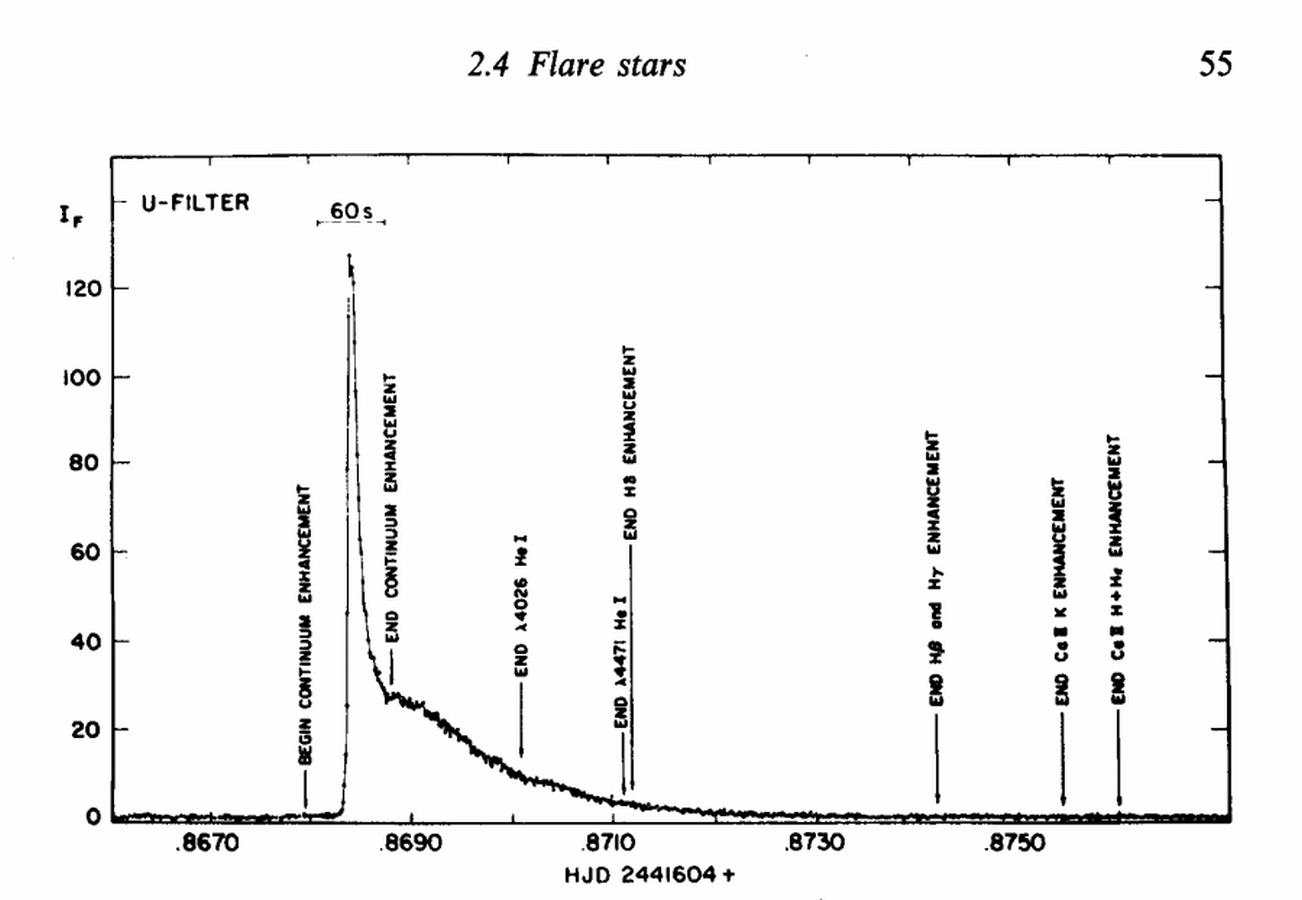 2.4 Flare stars 55
U-FILTER
60s
I_F
120
100
80
60
40
20
0
BEGIN CONTINUUM ENHANCEMENT
END CONTINUUM ENHANCEMENT
END λ4026 He I
END λ4471 He I
END Hδ ENHANCEMENT
END Hβ and Hγ ENHANCEMENT
END Ca II K ENHANCEMENT
END Ca II H+Hε ENHANCEMENT
.8670 .8690 .8710 .8730 .8750
HJD 2441604+